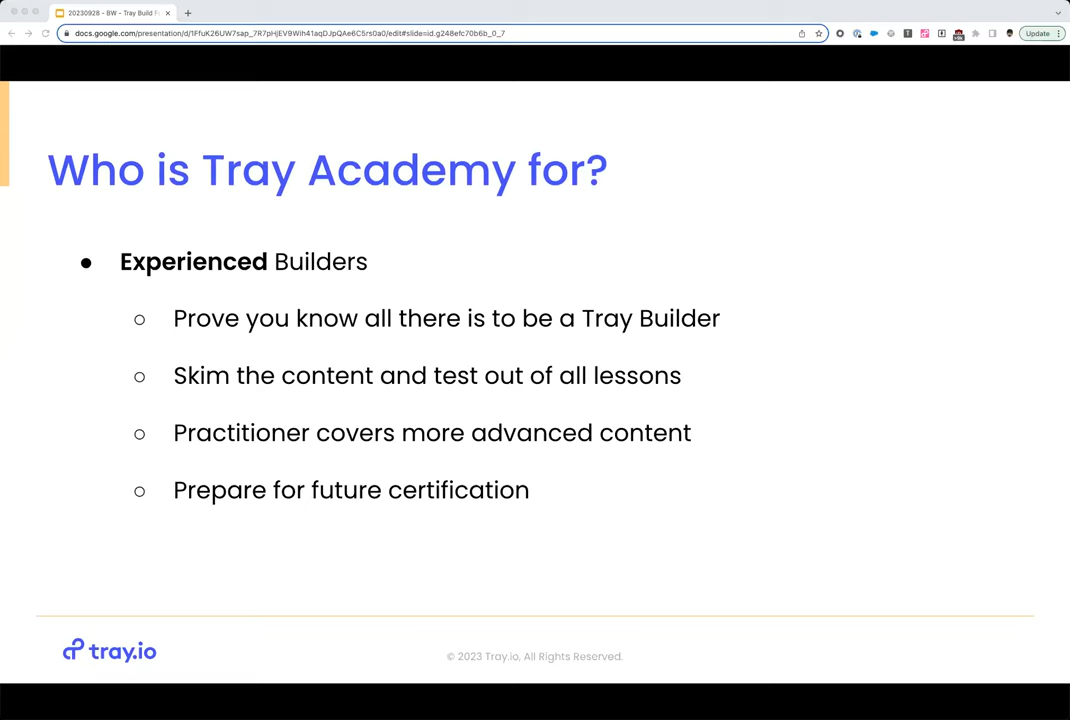 20230928 - BW - Tray Build F
docs.google.com/presentation/d/1FfuK26UW7sap_7R7pHjEV9Wih41aqDJpQAe6C5rs0a0/edit#slide=id.g248efc70b6b_0_7
Update
Who is Tray Academy for?
● Experienced Builders
○ Prove you know all there is to be a Tray Builder
○ Skim the content and test out of all lessons
○ Practitioner covers more advanced content
○ Prepare for future certification
tray.io
© 2023 Tray.io, All Rights Reserved.